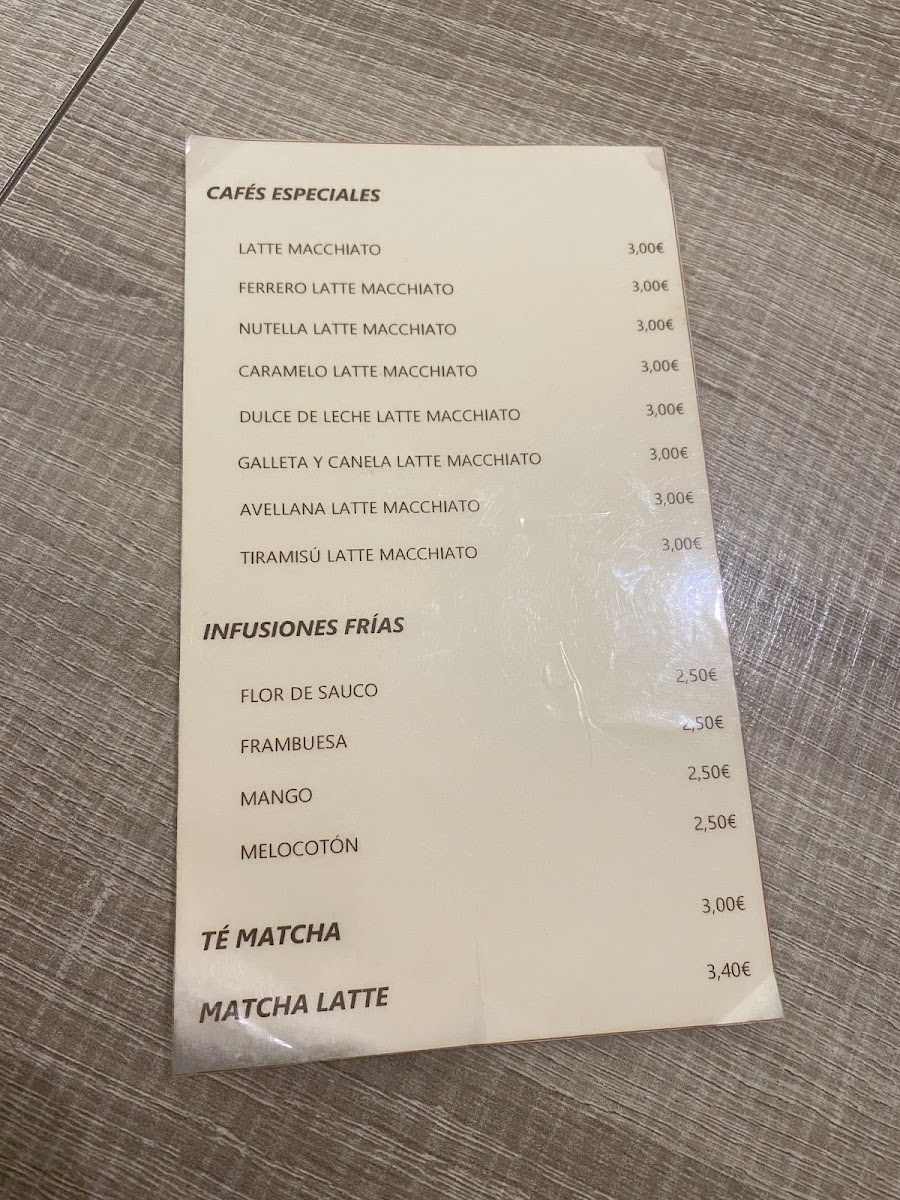 CAFÉS ESPECIALES
LATTE MACCHIATO 3,00€
FERRERO LATTE MACCHIATO 3,00€
NUTELLA LATTE MACCHIATO 3,00€
CARAMELO LATTE MACCHIATO 3,00€
DULCE DE LECHE LATTE MACCHIATO 3,00€
GALLETA Y CANELA LATTE MACCHIATO 3,00€
AVELLANA LATTE MACCHIATO 3,00€
TIRAMISÚ LATTE MACCHIATO 3,00€
INFUSIONES FRÍAS
FLOR DE SAUCO 2,50€
FRAMBUESA 2,50€
MANGO 2,50€
MELOCOTÓN 2,50€
TÉ MATCHA 3,00€
MATCHA LATTE 3,40€